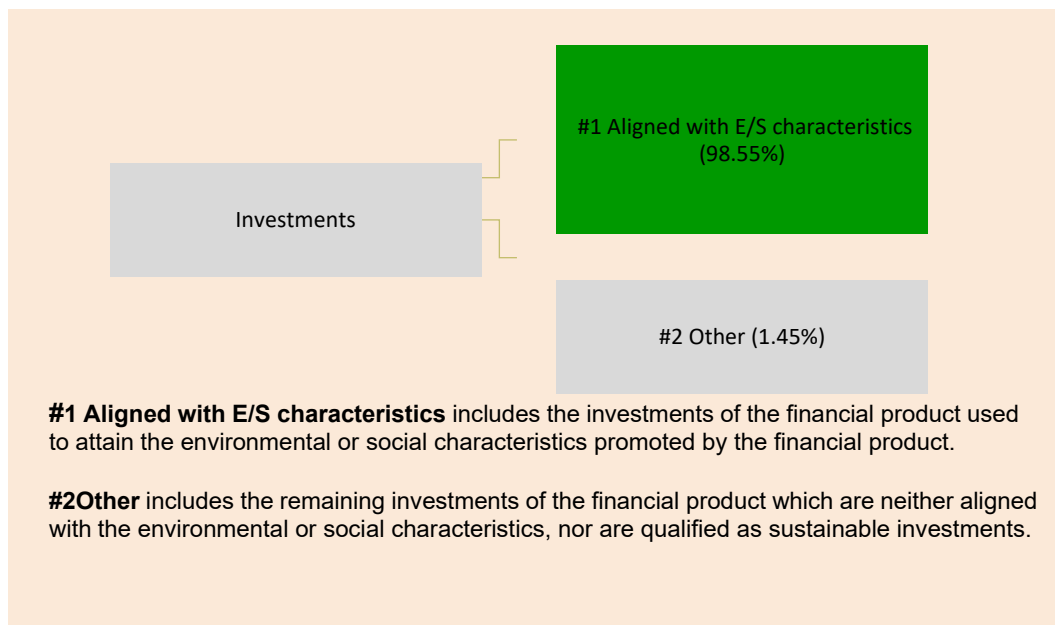 #1 Aligned with E/S characteristics
(98.55%)
Investments
#2 Other (1.45%)
#1 Aligned with E/S characteristics includes the investments of the financial product used
to attain the environmental or social characteristics promoted by the financial product.
#2Other includes the remaining investments of the financial product which are neither aligned
with the environmental or social characteristics, nor are qualified as sustainable investments.